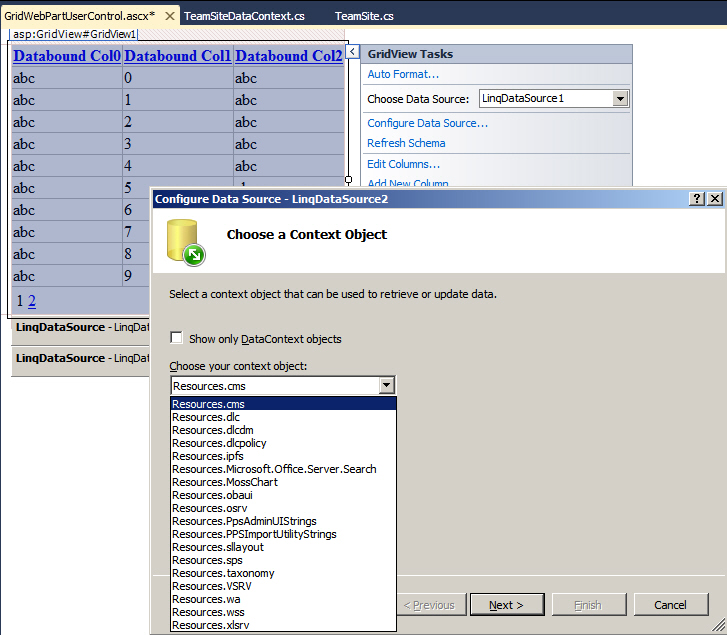 GridWebPartUserControl.ascx* TeamSiteDataContext.cs TeamSite.cs
asp:GridView#GridView1
Databound Col0 Databound Col1 Databound Col2
abc 0 abc
abc 1 abc
abc 2 abc
abc 3 abc
abc 4 abc
abc 5
abc 6
abc 7
abc 8
abc 9
1 2
LinqDataSource - LinqDat
LinqDataSource - LinqDat
GridView Tasks
Auto Format...
Choose Data Source: LinqDataSource1
Configure Data Source...
Refresh Schema
Edit Columns...
Add New Column
Configure Data Source - LinqDataSource2
Choose a Context Object
Select a context object that can be used to retrieve or update data.
Show only DataContext objects
Choose your context object:
Resources.cms
Resources.cms
Resources.dlc
Resources.dlcdm
Resources.dlcpolicy
Resources.ipfs
Resources.Microsoft.Office.Server.Search
Resources.MossChart
Resources.obaui
Resources.osrv
Resources.PpsAdminUIStrings
Resources.PPSImportUtilityStrings
Resources.sllayout
Resources.sps
Resources.taxonomy
Resources.VSRV
Resources.wa
Resources.wss
Resources.xlsrv
< Previous Next > Finish Cancel